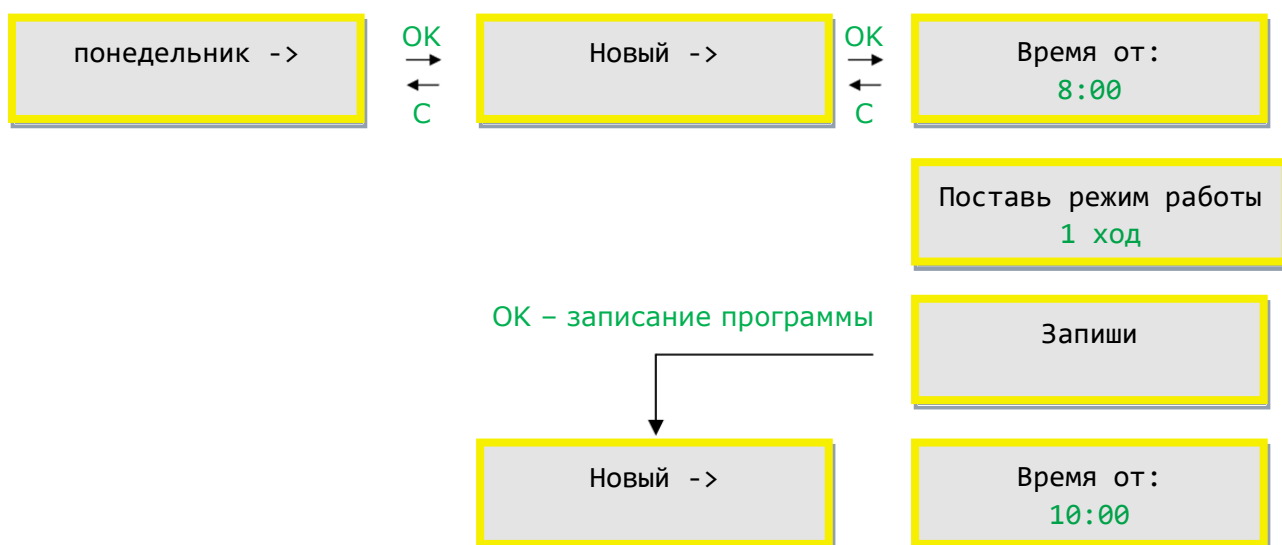 понедельник ->
OK
C
Новый ->
OK
C
Время от:
8:00
Поставь режим работы
1 ход
OK – записание программы
Запиши
Новый ->
Время от:
10:00